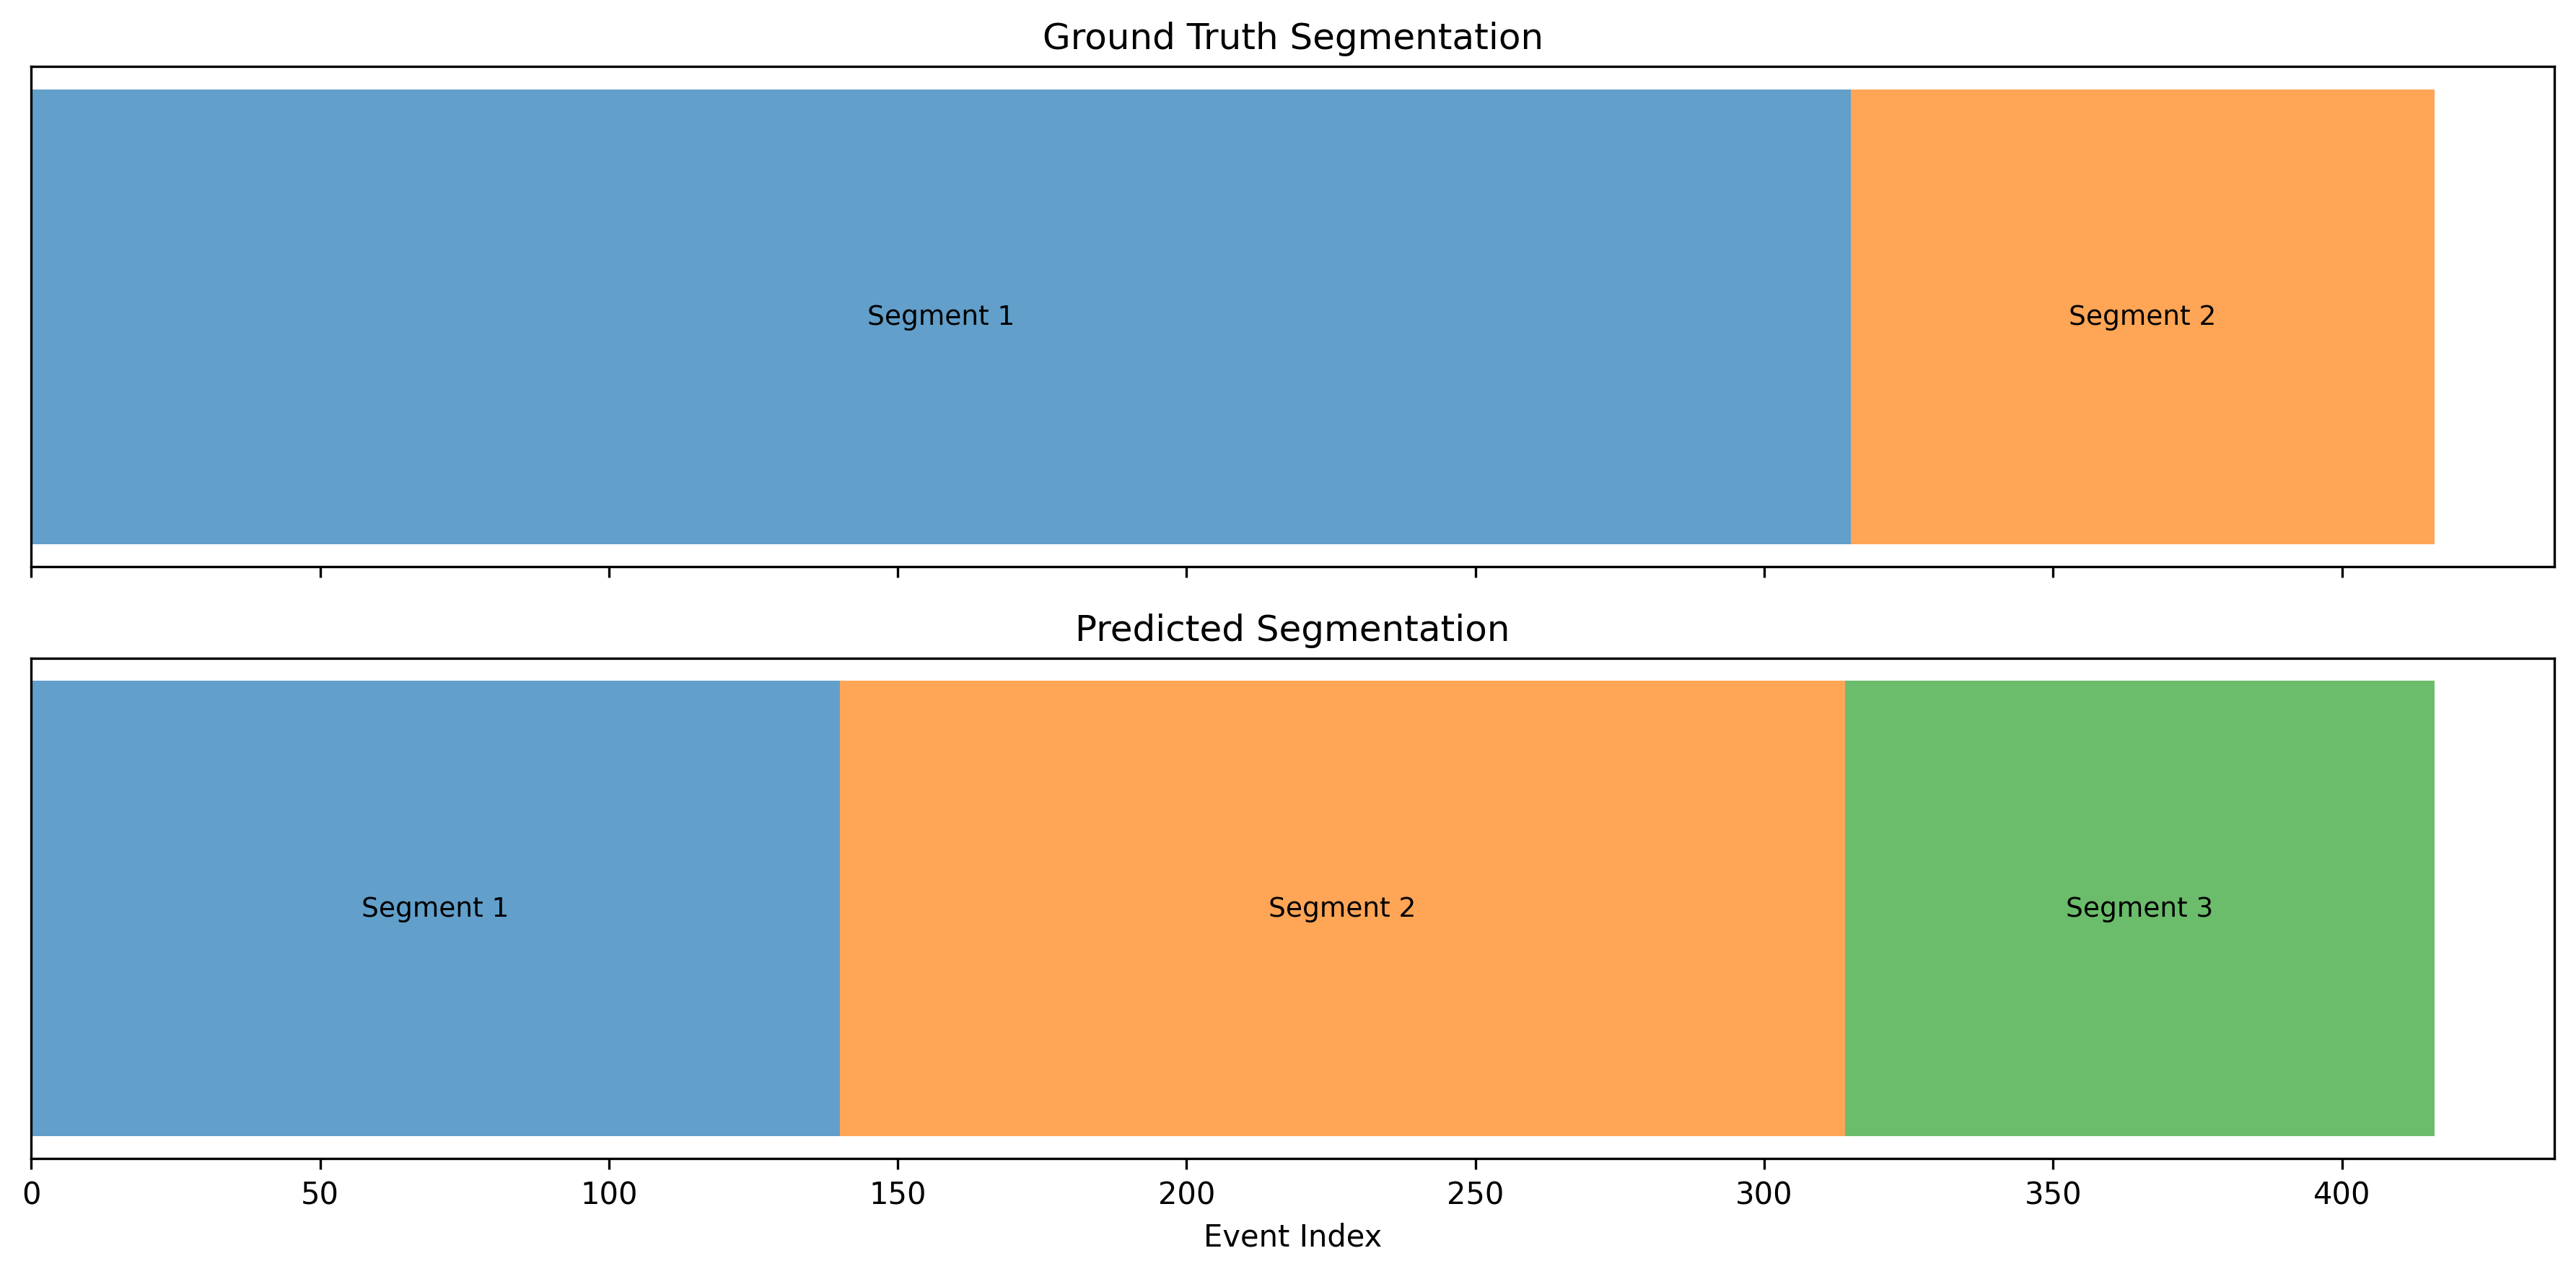 Ground Truth Segmentation
Segment 1
Segment 2
Predicted Segmentation
Segment 1
Segment 2
Segment 3
0 50 100 150 200 250 300 350 400
Event Index